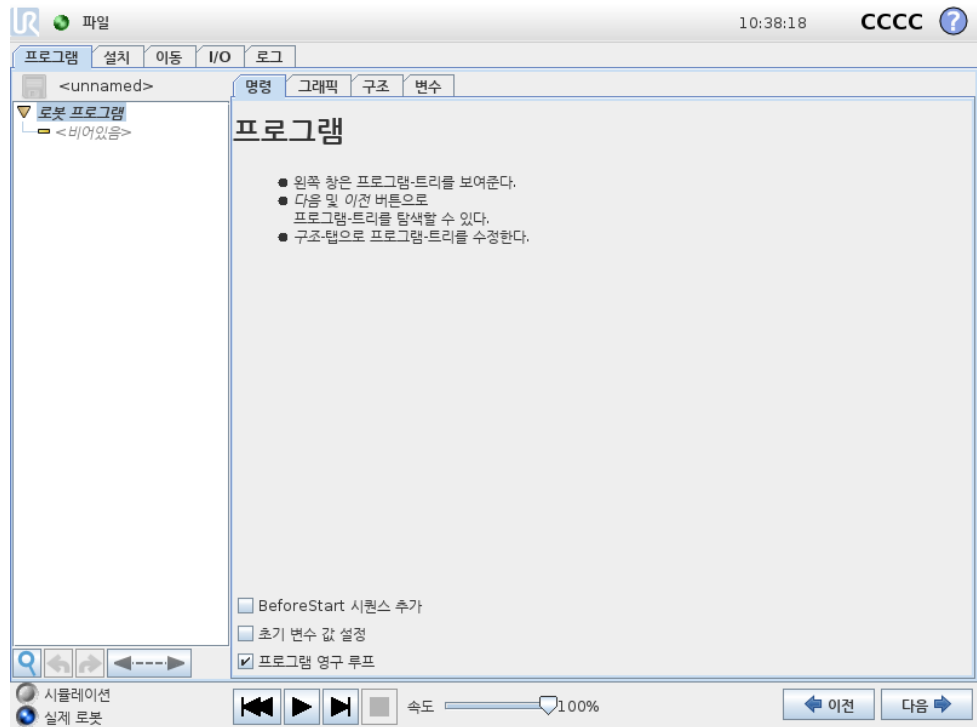 UR 파일 10:38:18 CCCC ?
프로그램 설치 이동 I/O 로그
<unnamed> 명령 그래픽 구조 변수
로봇 프로그램
<비어있음>
프로그램
왼쪽 창은 프로그램-트리를 보여준다.
다음 및 이전 버튼으로
프로그램-트리를 탐색할 수 있다.
구조-탭으로 프로그램-트리를 수정한다.
BeforeStart 시퀀스 추가
초기 변수 값 설정
프로그램 영구 루프
시뮬레이션
실제 로봇
속도 100% 이전 다음